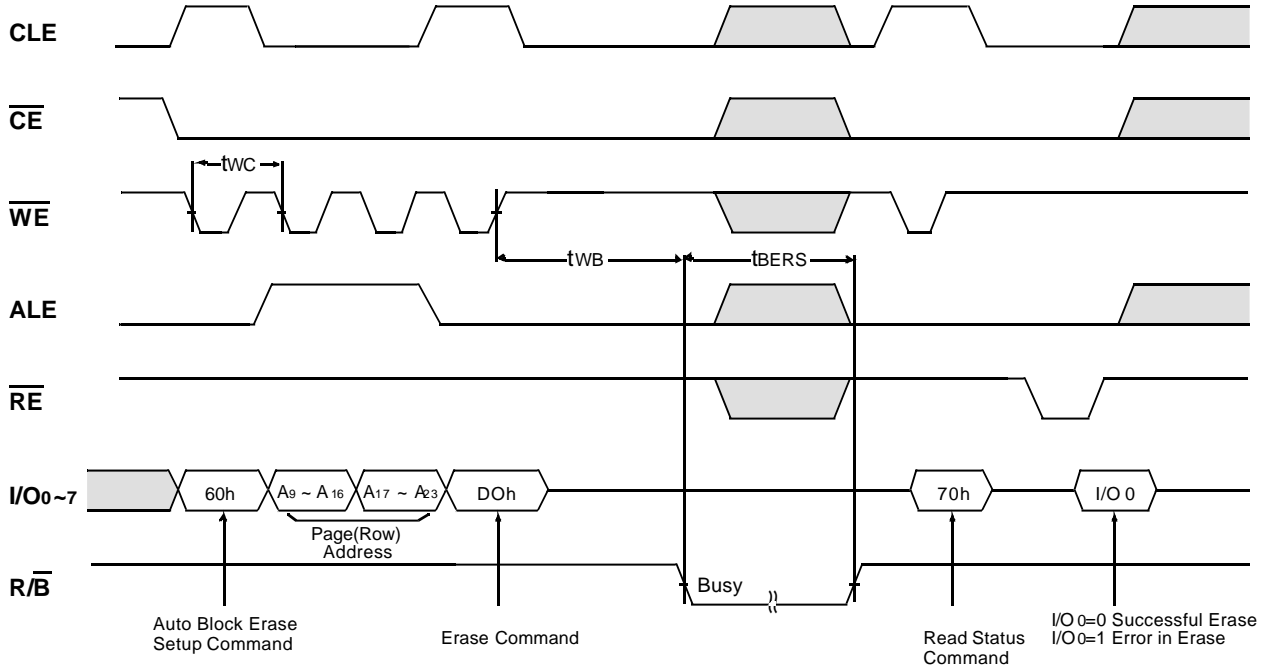 CLE
CE
tWC
WE
tWB
tBERS
ALE
RE
I/O0~7
60h
A9 ~ A16
A17 ~ A23
DOh
70h
I/O 0
Page(Row)
Address
R/B
Busy
Auto Block Erase
Setup Command
Erase Command
Read Status
Command
I/O0=0 Successful Erase
I/O0=1 Error in Erase